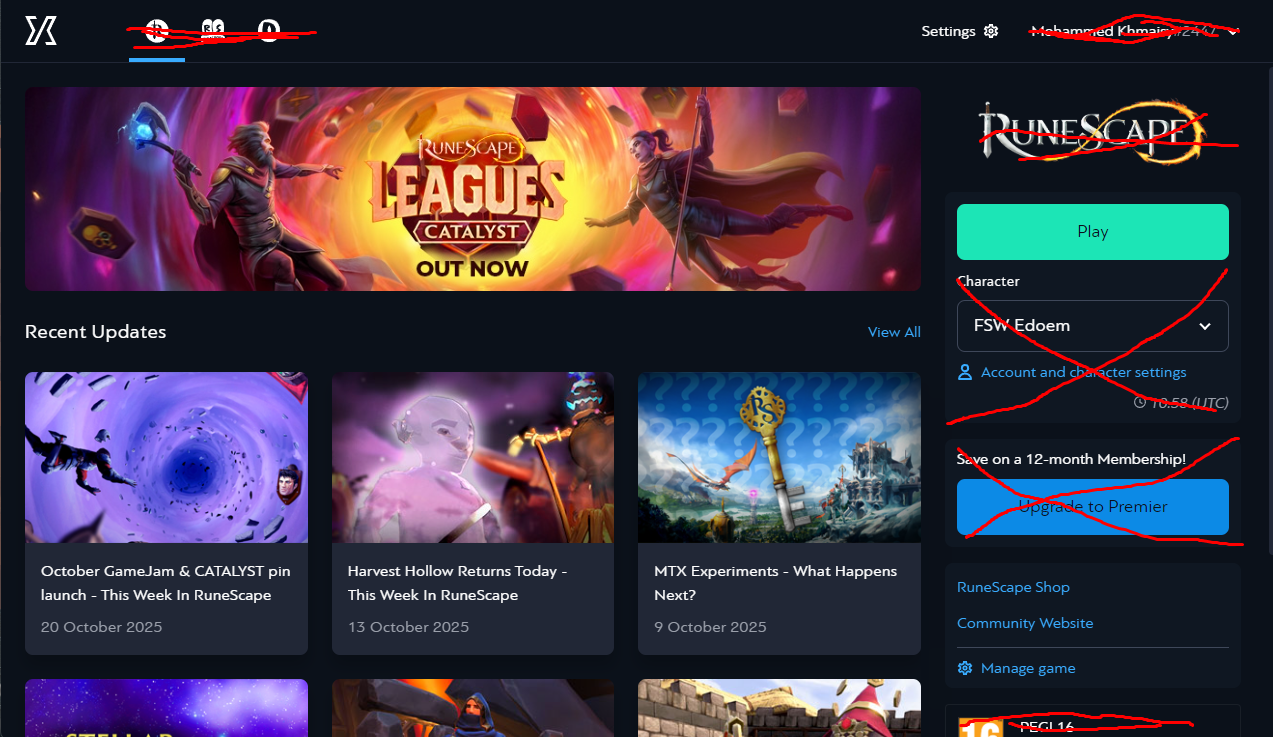 Settings
Mohammed Khmaisy#2447
RUNESCAPE
RUNESCAPE
LEAGUES
CATALYST
OUT NOW
Play
Character
FSW Edoem
Account and character settings
10:58 (UTC)
Recent Updates
View All
RS
October GameJam & CATALYST pin
launch - This Week In RuneScape
20 October 2025
Harvest Hollow Returns Today -
This Week In RuneScape
13 October 2025
MTX Experiments - What Happens
Next?
9 October 2025
Save on a 12-month Membership!
Upgrade to Premier
RuneScape Shop
Community Website
Manage game
STELLAR
16
PEGI 16